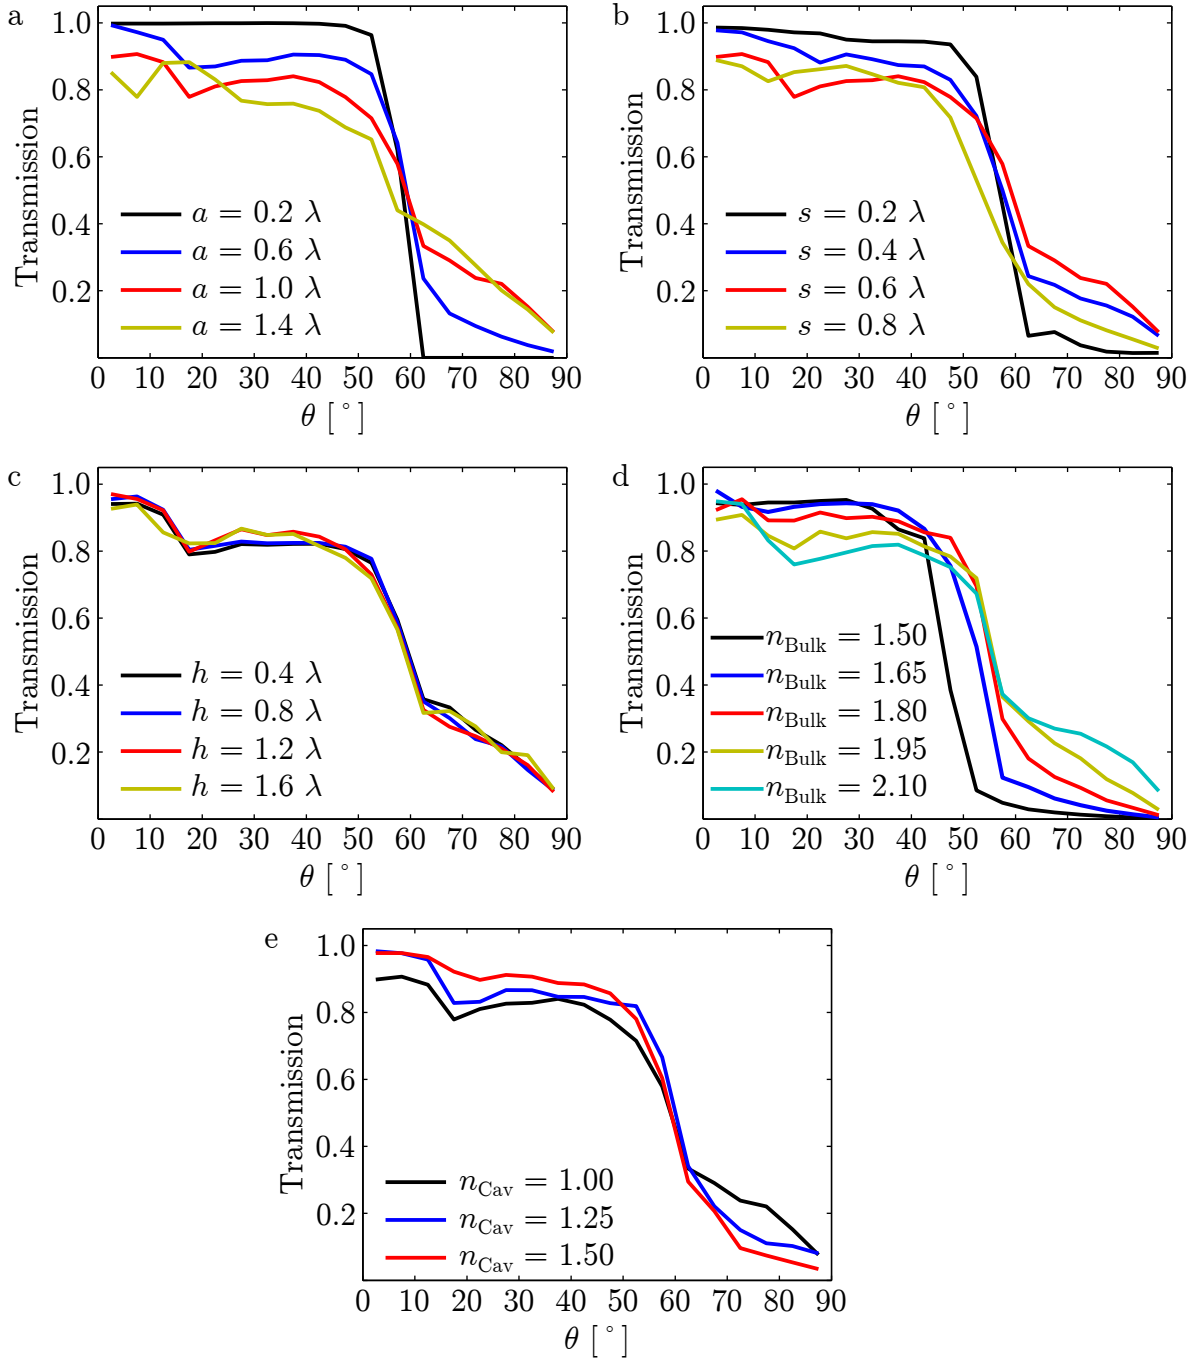 a
1.0
0.8
0.6
0.4
0.2
Transmission
a = 0.2 λ
a = 0.6 λ
a = 1.0 λ
a = 1.4 λ
0 10 20 30 40 50 60 70 80 90
θ [ ° ]
b
1.0
0.8
0.6
0.4
0.2
Transmission
s = 0.2 λ
s = 0.4 λ
s = 0.6 λ
s = 0.8 λ
0 10 20 30 40 50 60 70 80 90
θ [ ° ]
c
1.0
0.8
0.6
0.4
0.2
Transmission
h = 0.4 λ
h = 0.8 λ
h = 1.2 λ
h = 1.6 λ
0 10 20 30 40 50 60 70 80 90
θ [ ° ]
d
1.0
0.8
0.6
0.4
0.2
Transmission
nBulk = 1.50
nBulk = 1.65
nBulk = 1.80
nBulk = 1.95
nBulk = 2.10
0 10 20 30 40 50 60 70 80 90
θ [ ° ]
e
1.0
0.8
0.6
0.4
0.2
Transmission
nCav = 1.00
nCav = 1.25
nCav = 1.50
0 10 20 30 40 50 60 70 80 90
θ [ ° ]